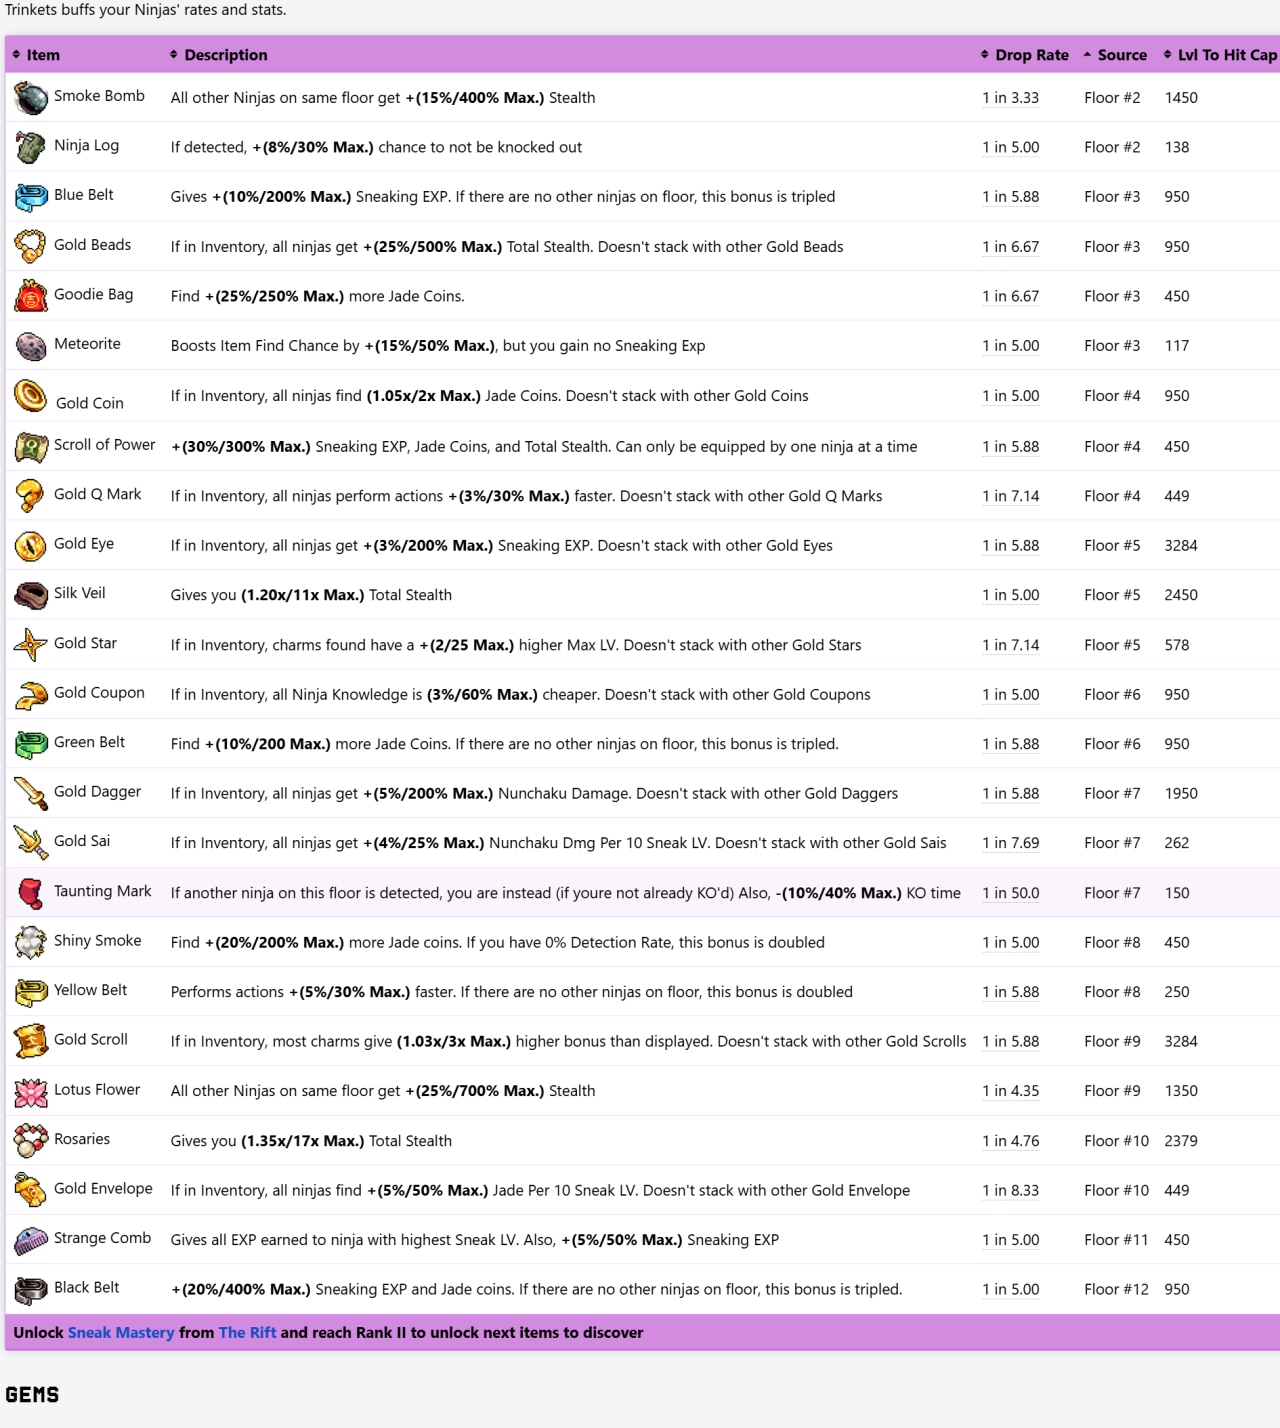 Trinkets buffs your Ninjas' rates and stats.
Item Description Drop Rate Source Lvl To Hit Cap
Smoke Bomb All other Ninjas on same floor get +(15%/400% Max.) Stealth 1 in 3.33 Floor #2 1450
Ninja Log If detected, +(8%/30% Max.) chance to not be knocked out 1 in 5.00 Floor #2 138
Blue Belt Gives +(10%/200% Max.) Sneaking EXP. If there are no other ninjas on floor, this bonus is tripled 1 in 5.88 Floor #3 950
Gold Beads If in Inventory, all ninjas get +(25%/500% Max.) Total Stealth. Doesn't stack with other Gold Beads 1 in 6.67 Floor #3 950
Goodie Bag Find +(25%/250% Max.) more Jade Coins. 1 in 6.67 Floor #3 450
Meteorite Boosts Item Find Chance by +(15%/50% Max.), but you gain no Sneaking Exp 1 in 5.00 Floor #3 117
Gold Coin If in Inventory, all ninjas find (1.05x/2x Max.) Jade Coins. Doesn't stack with other Gold Coins 1 in 5.00 Floor #4 950
Scroll of Power +(30%/300% Max.) Sneaking EXP, Jade Coins, and Total Stealth. Can only be equipped by one ninja at a time 1 in 5.88 Floor #4 450
Gold Q Mark If in Inventory, all ninjas perform actions +(3%/30% Max.) faster. Doesn't stack with other Gold Q Marks 1 in 7.14 Floor #4 449
Gold Eye If in Inventory, all ninjas get +(3%/200% Max.) Sneaking EXP. Doesn't stack with other Gold Eyes 1 in 5.88 Floor #5 3284
Silk Veil Gives you (1.20x/11x Max.) Total Stealth 1 in 5.00 Floor #5 2450
Gold Star If in Inventory, charms found have a +(2/25 Max.) higher Max LV. Doesn't stack with other Gold Stars 1 in 7.14 Floor #5 578
Gold Coupon If in Inventory, all Ninja Knowledge is (3%/60% Max.) cheaper. Doesn't stack with other Gold Coupons 1 in 5.00 Floor #6 950
Green Belt Find +(10%/200 Max.) more Jade Coins. If there are no other ninjas on floor, this bonus is tripled. 1 in 5.88 Floor #6 950
Gold Dagger If in Inventory, all ninjas get +(5%/200% Max.) Nunchaku Damage. Doesn't stack with other Gold Daggers 1 in 5.88 Floor #7 1950
Gold Sai If in Inventory, all ninjas get +(4%/25% Max.) Nunchaku Dmg Per 10 Sneak LV. Doesn't stack with other Gold Sais 1 in 7.69 Floor #7 262
Taunting Mark If another ninja on this floor is detected, you are instead (if youre not already KO'd) Also, -(10%/40% Max.) KO time 1 in 50.0 Floor #7 150
Shiny Smoke Find +(20%/200% Max.) more Jade coins. If you have 0% Detection Rate, this bonus is doubled 1 in 5.00 Floor #8 450
Yellow Belt Performs actions +(5%/30% Max.) faster. If there are no other ninjas on floor, this bonus is doubled 1 in 5.88 Floor #8 250
Gold Scroll If in Inventory, most charms give (1.03x/3x Max.) higher bonus than displayed. Doesn't stack with other Gold Scrolls 1 in 5.88 Floor #9 3284
Lotus Flower All other Ninjas on same floor get +(25%/700% Max.) Stealth 1 in 4.35 Floor #9 1350
Rosaries Gives you (1.35x/17x Max.) Total Stealth 1 in 4.76 Floor #10 2379
Gold Envelope If in Inventory, all ninjas find +(5%/50% Max.) Jade Per 10 Sneak LV. Doesn't stack with other Gold Envelope 1 in 8.33 Floor #10 449
Strange Comb Gives all EXP earned to ninja with highest Sneak LV. Also, +(5%/50% Max.) Sneaking EXP 1 in 5.00 Floor #11 450
Black Belt +(20%/400% Max.) Sneaking EXP and Jade coins. If there are no other ninjas on floor, this bonus is tripled. 1 in 5.00 Floor #12 950
Unlock Sneak Mastery from The Rift and reach Rank II to unlock next items to discover
GEMS